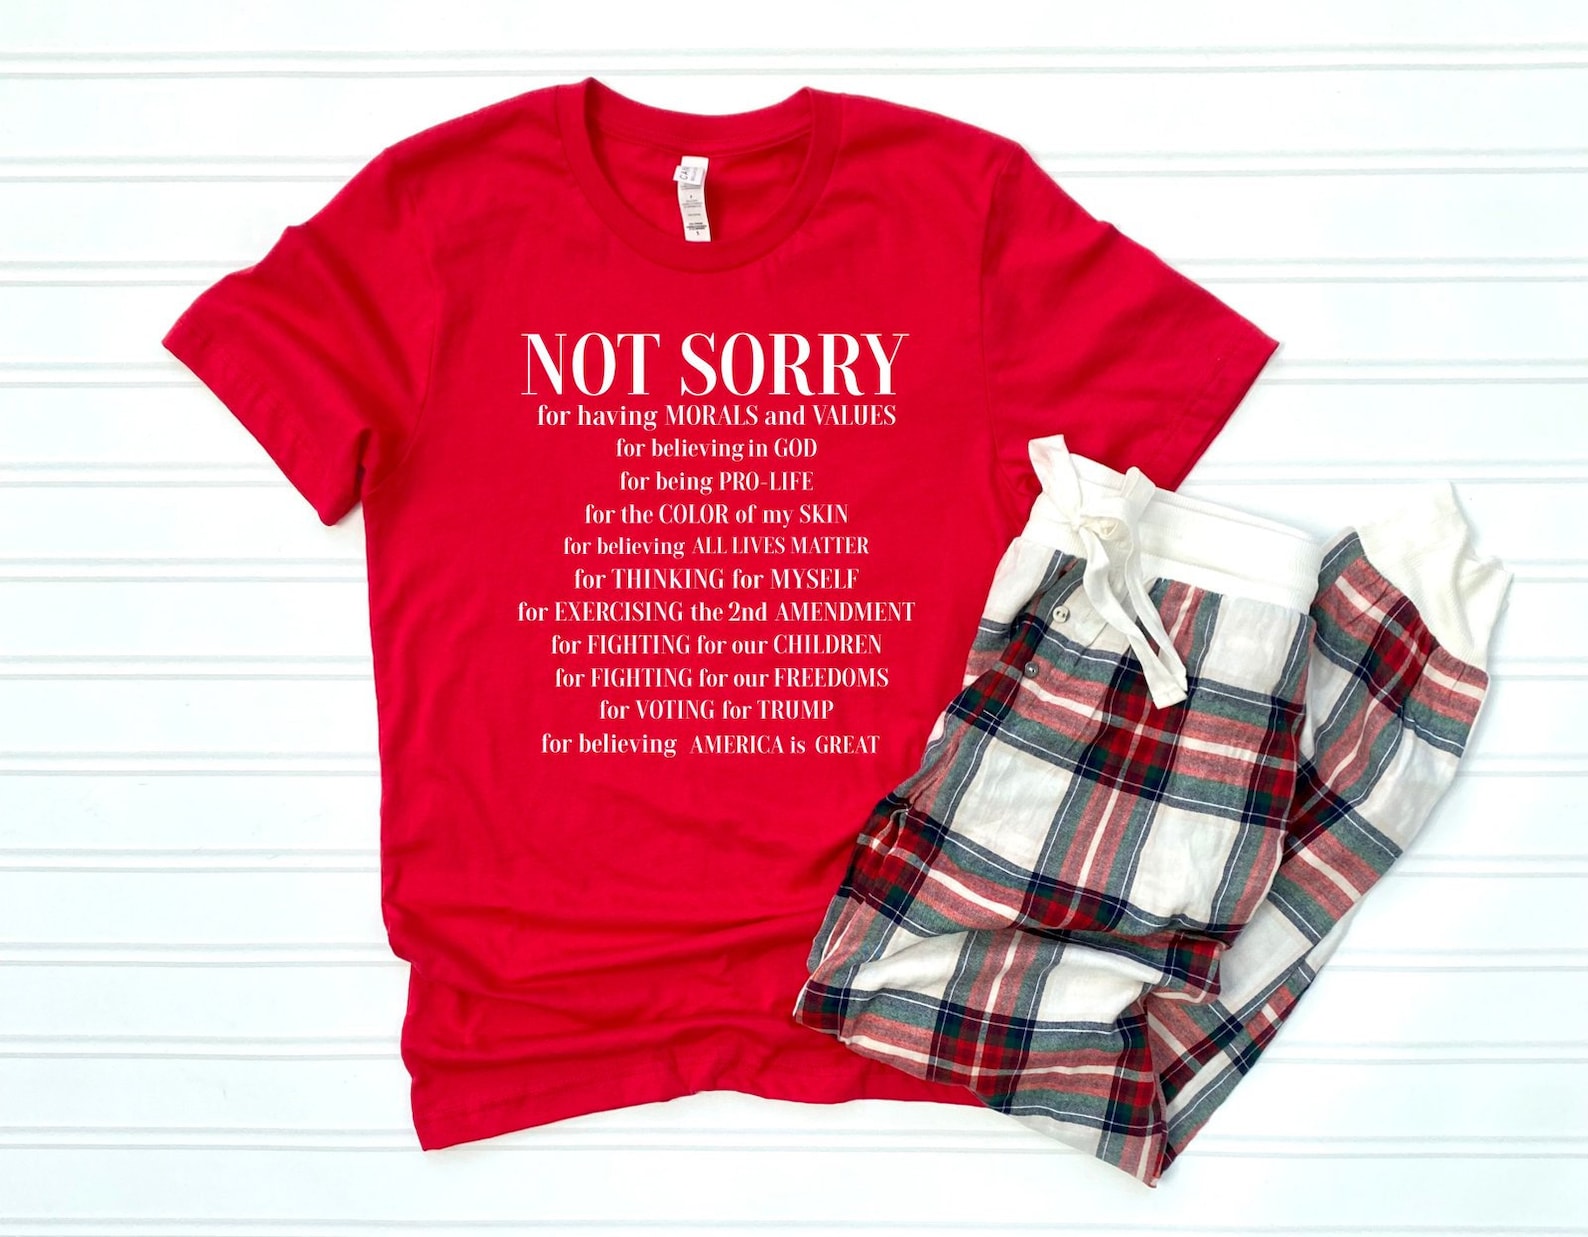 NOT SORRY
for having MORALS and VALUES
for believing in GOD
for being PRO-LIFE
for the COLOR of my SKIN
for believing ALL LIVES MATTER
for THINKING for MYSELF
for EXERCISING the 2nd AMENDMENT
for FIGHTING for our CHILDREN
for FIGHTING for our FREEDOMS
for VOTING for TRUMP
for believing AMERICA is GREAT